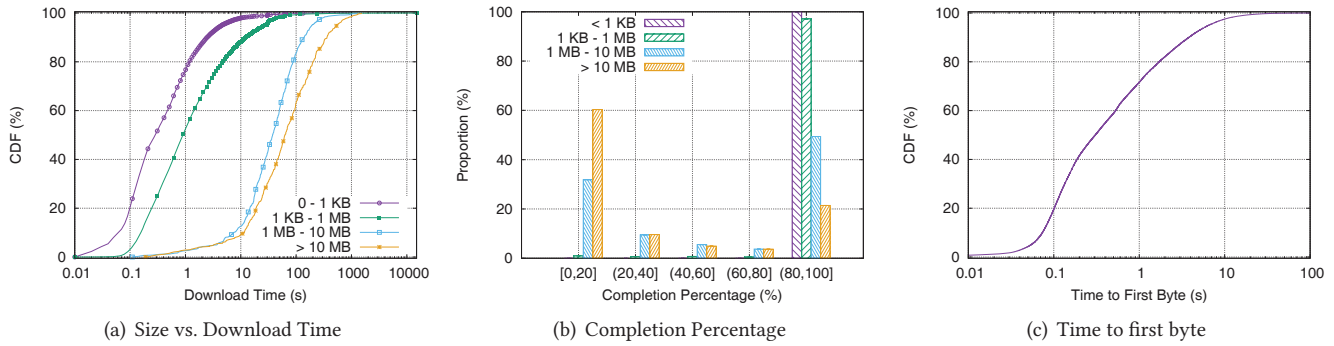 100
80
60
40
20
0
CDF (%)
0.01 0.1 1 10 100 1000 10000
Download Time (s)
0 - 1 KB
1 KB - 1 MB
1 MB - 10 MB
> 10 MB
(a) Size vs. Download Time
100
80
60
40
20
0
Proportion (%)
< 1 KB
1 KB - 1 MB
1 MB - 10 MB
> 10 MB
[0,20] (20,40] (40,60] (60,80] (80,100]
Completion Percentage (%)
(b) Completion Percentage
100
80
60
40
20
0
CDF (%)
0.01 0.1 1 10 100
Time to First Byte (s)
(c) Time to first byte